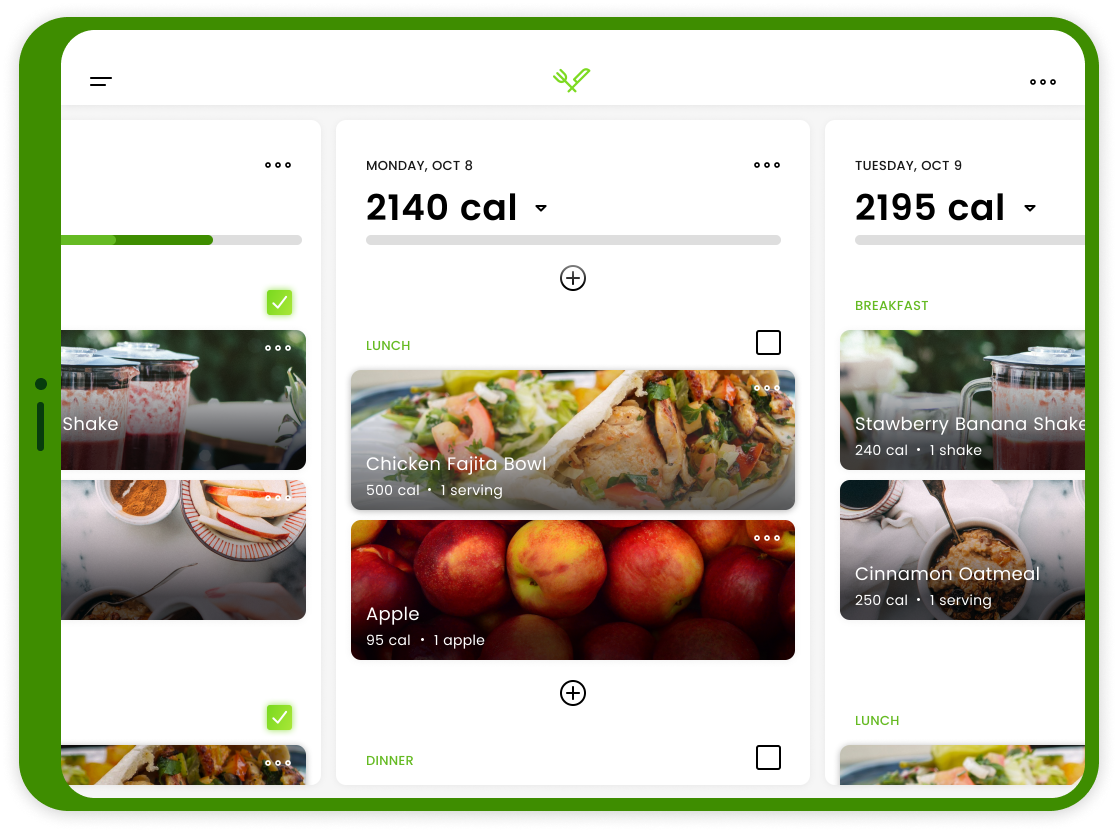 MONDAY, OCT 8
2140 cal
LUNCH
Chicken Fajita Bowl
500 cal • 1 serving
Apple
95 cal • 1 apple
DINNER
Shake
TUESDAY, OCT 9
2195 cal
BREAKFAST
Stawberry Banana Shake
240 cal • 1 shake
Cinnamon Oatmeal
250 cal • 1 serving
LUNCH